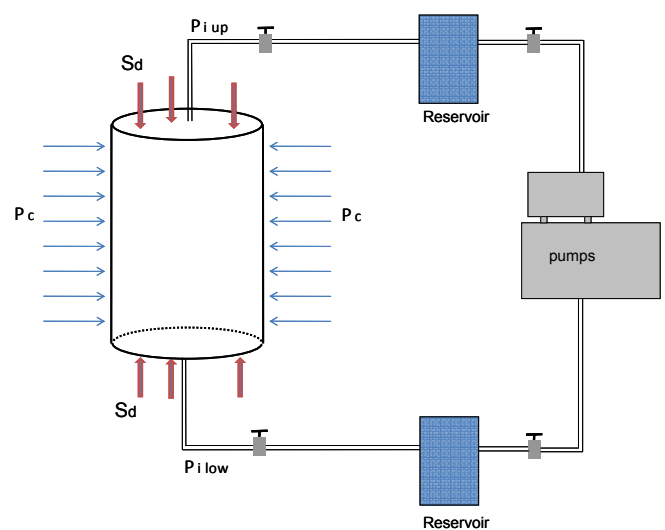 P i up
Sd
Reservoir
Pc
Pc
pumps
Sd
P i low
Reservoir